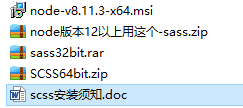 node-v8.11.3-x64.msi
node版本12以上用这个-sass.zip
sass32bit.rar
SCSS64bit.zip
scss安装须知.doc